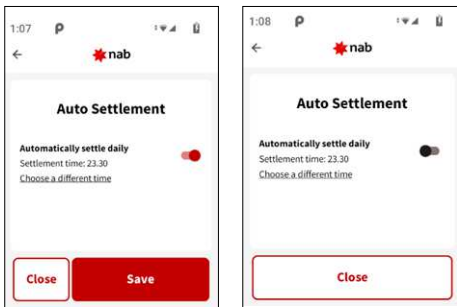 1:07
nab
Auto Settlement
Automatically settle daily
Settlement time: 23.30
Choose a different time
Close
Save
1:08
nab
Auto Settlement
Automatically settle daily
Settlement time: 23.30
Choose a different time
Close